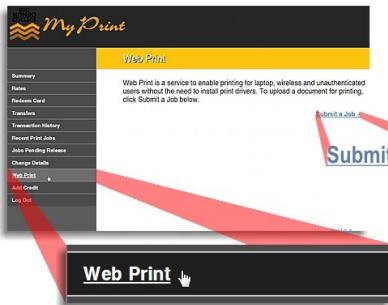 RIO HONDO COLLEGE
My Print
Web Print
Summary
Rates
Redeem Card
Transfers
Transaction History
Recent Print Jobs
Jobs Pending Release
Change Details
Web Print
Add Credit
Log Out
Web Print is a service to enable printing for laptop, wireless and unauthenticated
users without the need to install print drivers. To upload a document for printing,
click Submit a Job below.
Submit a Job
Submit
Web Print